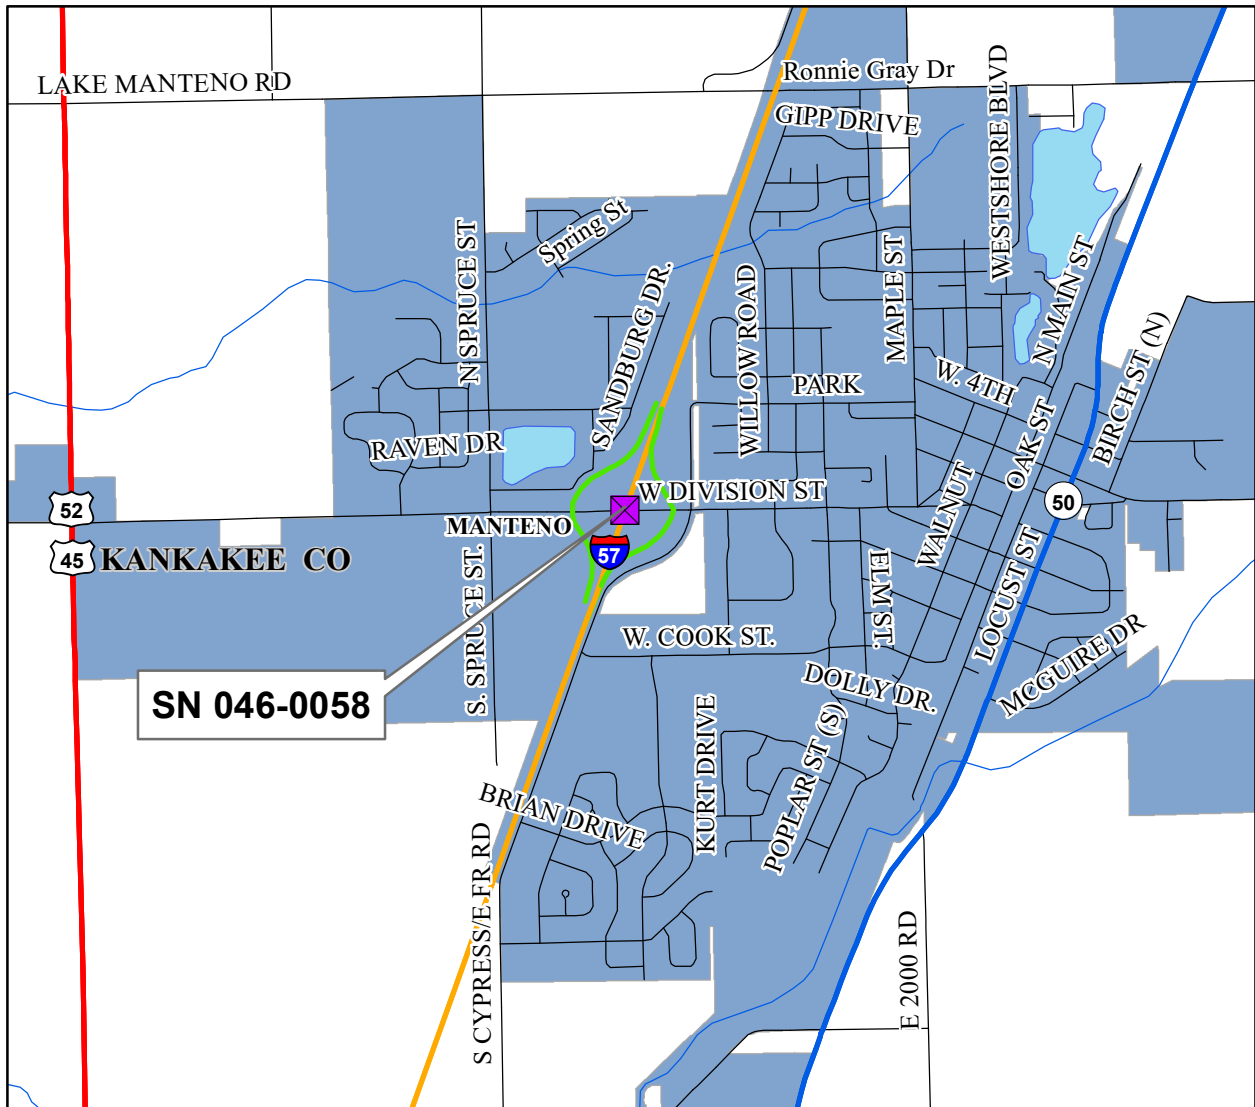 LAKE MANTENO RD
Ronnie Gray Dr
GIPP DRIVE
WESTSHORE BLVD
Spring St
N SPRUCE ST
SANDBURG DR.
WILLOW ROAD
MAPLE ST
N MAIN ST
BIRCH ST (N)
PARK
W. 4TH
RAVEN DR
OAK ST
WALNUT
W DIVISION ST
50
52
MANTENO
45
KANKAKEE CO
57
S. SPRUCE ST.
ELM ST.
LOCUST ST
W. COOK ST.
MCGUIRE DR
DOLLY DR.
SN 046-0058
KURT DRIVE
POPLAR ST (S)
BRIAN DRIVE
S CYPRESS/E FR RD
E 2000 RD